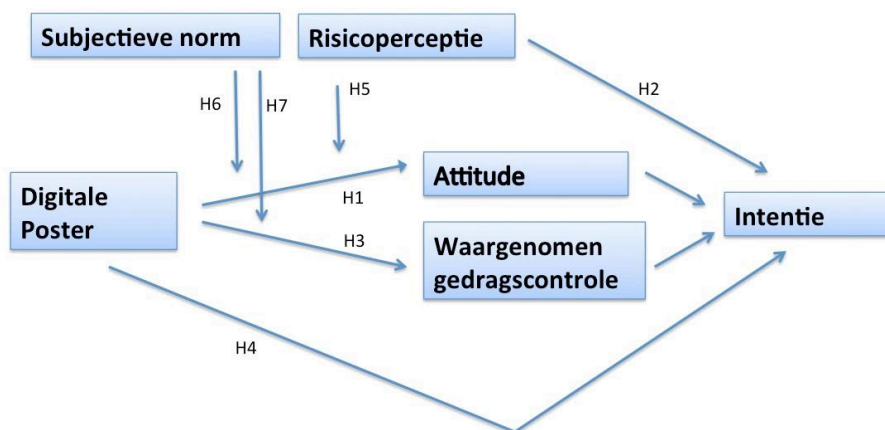 Subjectieve norm
Risicoperceptie
H6
H7
H5
H2
Digitale
Poster
Attitude
H1
H3
Waargenomen
gedragscontrole
Intentie
H4